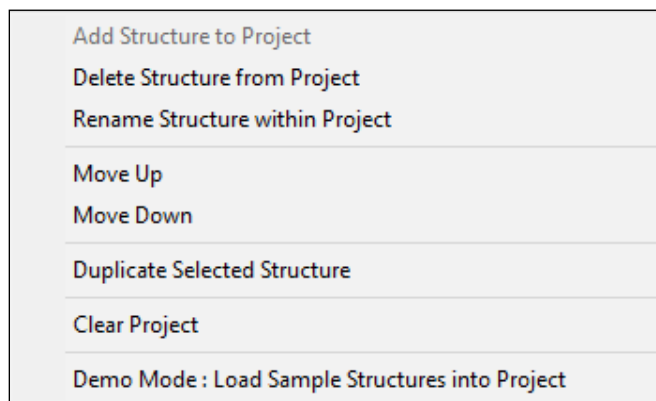 Add Structure to Project
Delete Structure from Project
Rename Structure within Project
Move Up
Move Down
Duplicate Selected Structure
Clear Project
Demo Mode : Load Sample Structures into Project